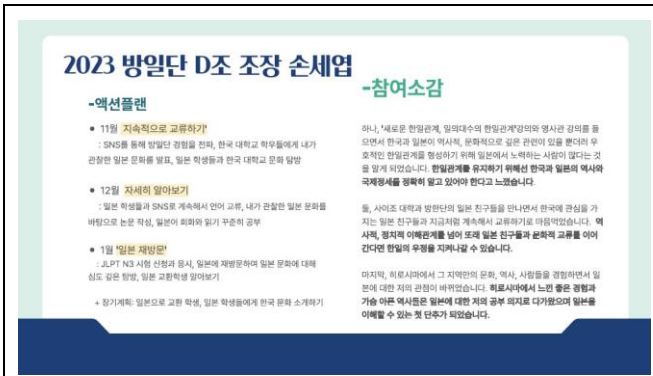 2023 방일단 D조 조장 손세엽
-액션플랜
● 11월 지속적으로 교류하기'
: SNS를 통해 방일단 경험을 전파, 한국 대학교 학우들에게 내가
관찰한 일본 문화를 발표, 일본 학생들과 한국 대학교 문화 탐방
● 12월 자세히 알아보기
: 일본 학생들과 SNS로 계속해서 언어 교류, 내가 관찰한 일본 문화를
바탕으로 논문 작성, 일본어 회화와 읽기 꾸준히 공부
● 1월 '일본 재방문'
: JLPT N3 시험 신청과 응시, 일본에 재방문하여 일본 문화에 대해
심도 깊은 탐방, 일본 교환학생 알아보기
+ 장기계획: 일본으로 교환 학생, 일본 학생들에게 한국 문화 소개하기
-참여소감
하나, '새로운 한일관계, 일의대수의 한일관계'강의와 영사관 강의를 들
으면서 한국과 일본이 역사적, 문화적으로 깊은 관련이 있을 뿐더러 우
호적인 한일관계를 형성하기 위해 일본에서 노력하는 사람이 많다는 것
을 알게 되었습니다. 한일관계를 유지하기 위해선 한국과 일본의 역사와
국제정세를 정확히 알고 있어야 한다고 느꼈습니다.
둘, 사이조 대학과 방한단의 일본 친구들을 만나면서 한국에 관심을 가
지는 일본 친구들과 지금처럼 계속해서 교류하기로 마음먹었습니다. 역
사적, 정치적 이해관계를 넘어 또래 일본 친구들과 문화적 교류를 이어
간다면 한일의 우정을 지켜나갈 수 있습니다.
마지막, 히로시마에서 그 지역만의 문화, 역사, 사람들을 경험하면서 일
본에 대한 저의 관점이 바뀌었습니다. 히로시마에서 느낀 좋은 경험과
가슴 아픈 역사들은 일본에 대한 저의 공부 의지로 다가왔으며 일본을
이해할 수 있는 첫 단추가 되었습니다.